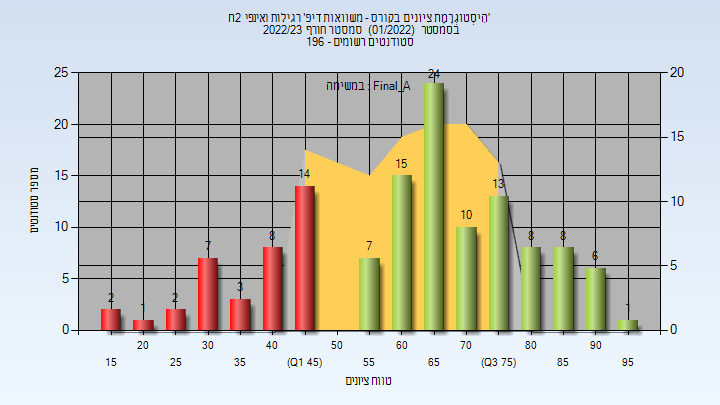 היסטוגרמת ציונים בקורס - משוואות דיפ' רגילות ואינפי 2ח'
בסמסטר (01/2022) סמסטר חורף 2022/23
סטודנטים רשומים - 196
במשימה : Final_A
מספר סטודנטים
25 20 15 10 5 0
20 15 10 5 0
2 1 2 7 3 8 14 7 15 24 10 13 8 8 6 1
20 30 40 50 60 70 80 90
15 25 35 (Q1 45) 55 65 (Q3 75) 85 95
טווח ציונים